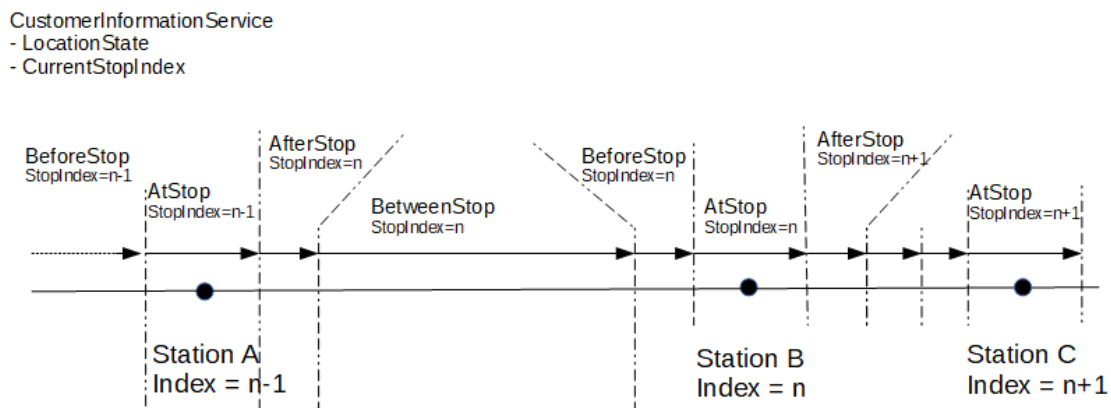 CustomerInformationService
- LocationState
- CurrentStopIndex
BeforeStop
StopIndex=n-1
AtStop
StopIndex=n-1
AfterStop
StopIndex=n
BetweenStop
StopIndex=n
BeforeStop
StopIndex=n
AtStop
StopIndex=n
AfterStop
StopIndex=n+1
AtStop
StopIndex=n+1
Station A
Index = n-1
Station B
Index = n
Station C
Index = n+1